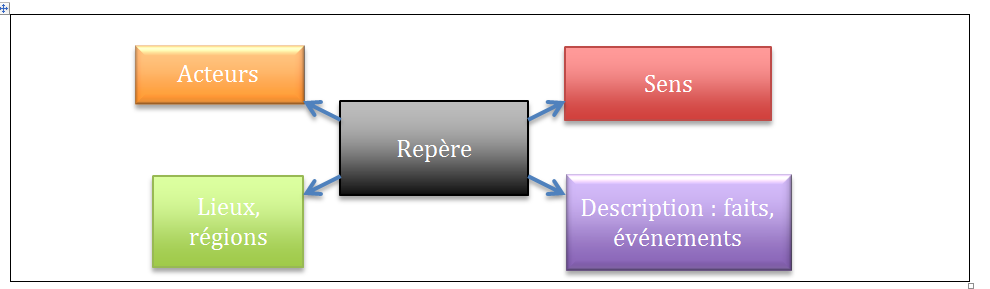 Acteurs
Sens
Repère
Lieux,
régions
Description : faits,
événements